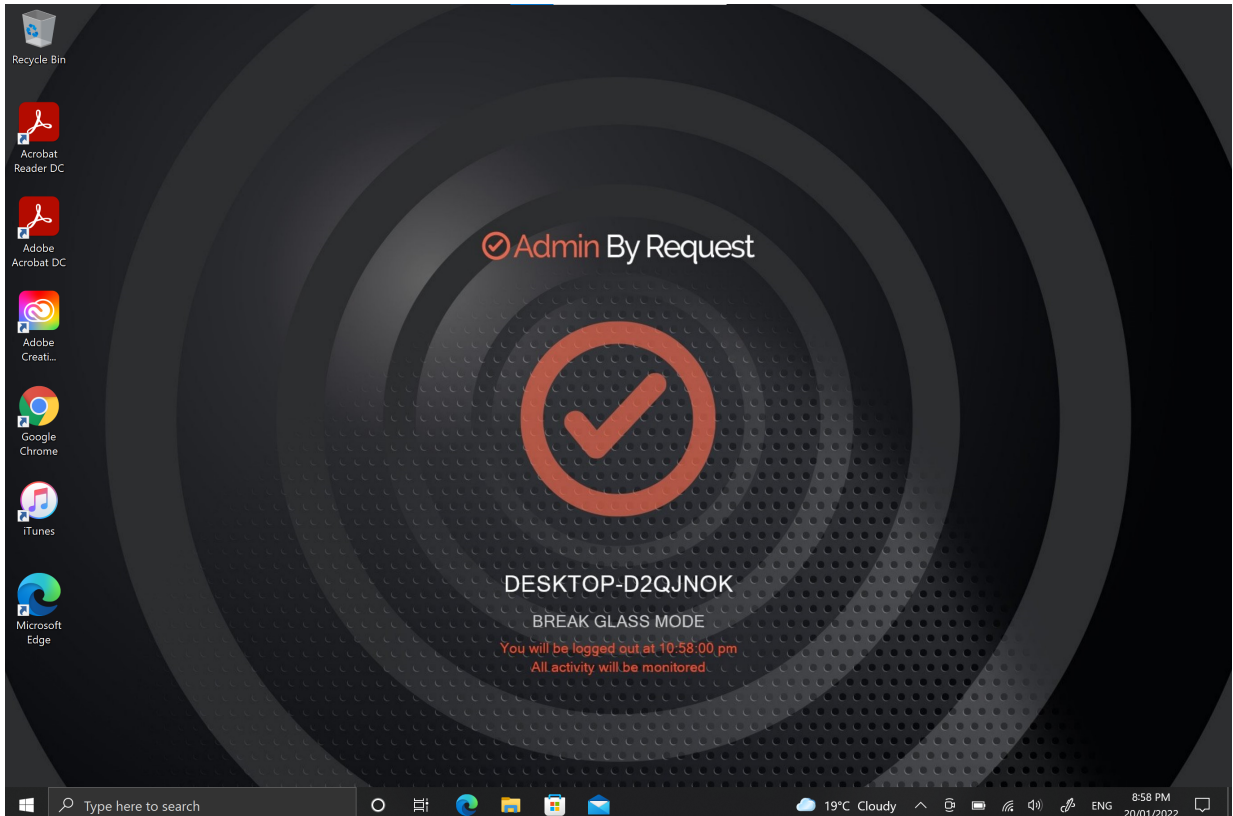 Recycle Bin
Acrobat
Reader DC
Adobe
Acrobat DC
Adobe
Creati...
Google
Chrome
iTunes
Microsoft
Edge
Admin By Request
DESKTOP-D2QJNOK
BREAK GLASS MODE
You will be logged out at 10:58:00 pm
All activity will be monitored
Type here to search
19°C Cloudy
ENG
8:58 PM
20/01/2022